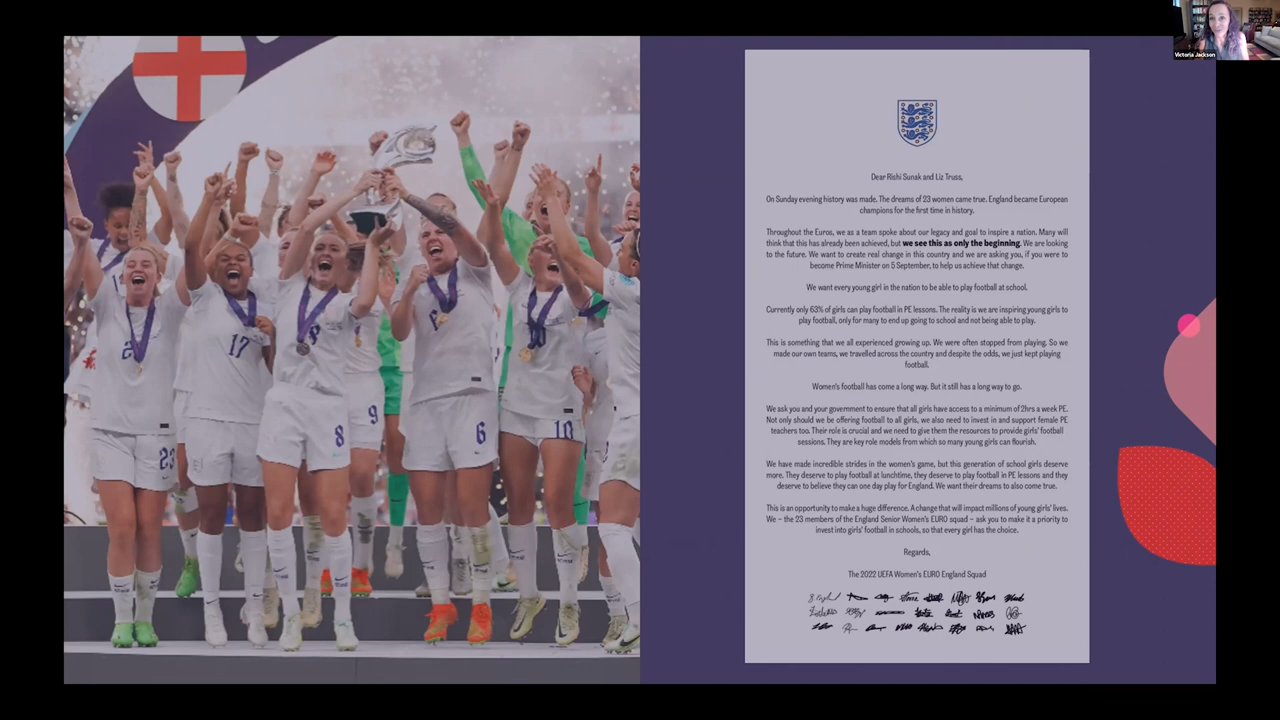 Victoria Jackson
23
17
8
8
9
6
6
10
10
Dear Rishi Sunak and Liz Truss,
On Sunday evening history was made. The dreams of 23 women came true. England became European
champions for the first time in history.
Throughout the Euros, we as a team spoke about our legacy and goal to inspire a nation. Many will
think that this has already been achieved, but we see this as only the beginning. We are looking
to the future. We want to create real change in this country and we are asking you, if you were to
become Prime Minister on 5 September, to help us achieve that change.
We want every young girl in the nation to be able to play football at school.
Currently only 63% of girls can play football in PE lessons. The reality is we are inspiring young girls to
play football, only for many to end up going to school and not being able to play.
This is something that we all experienced growing up. We were often stopped from playing. So we
made our own teams, we travelled across the country and despite the odds, we just kept playing
football.
Women's football has come a long way. But it still has a long way to go.
We ask you and your government to ensure that all girls have access to a minimum of 2hrs a week PE.
Not only should we be offering football to all girls, we also need to invest in and support female PE
teachers too. Their role is crucial and we need to give them the resources to provide girls' football
sessions. They are key role models from which so many young girls can flourish.
We have made incredible strides in the women's game, but this generation of school girls deserve
more. They deserve to play football at lunchtime, they deserve to play football in PE lessons and they
deserve to believe they can one day play for England. We want their dreams to also come true.
This is an opportunity to make a huge difference. A change that will impact millions of young girls' lives.
We – the 23 members of the England Senior Women's EURO squad – ask you to make it a priority to
invest into girls' football in schools, so that every girl has the choice.
Regards,
The 2022 UEFA Women's EURO England Squad